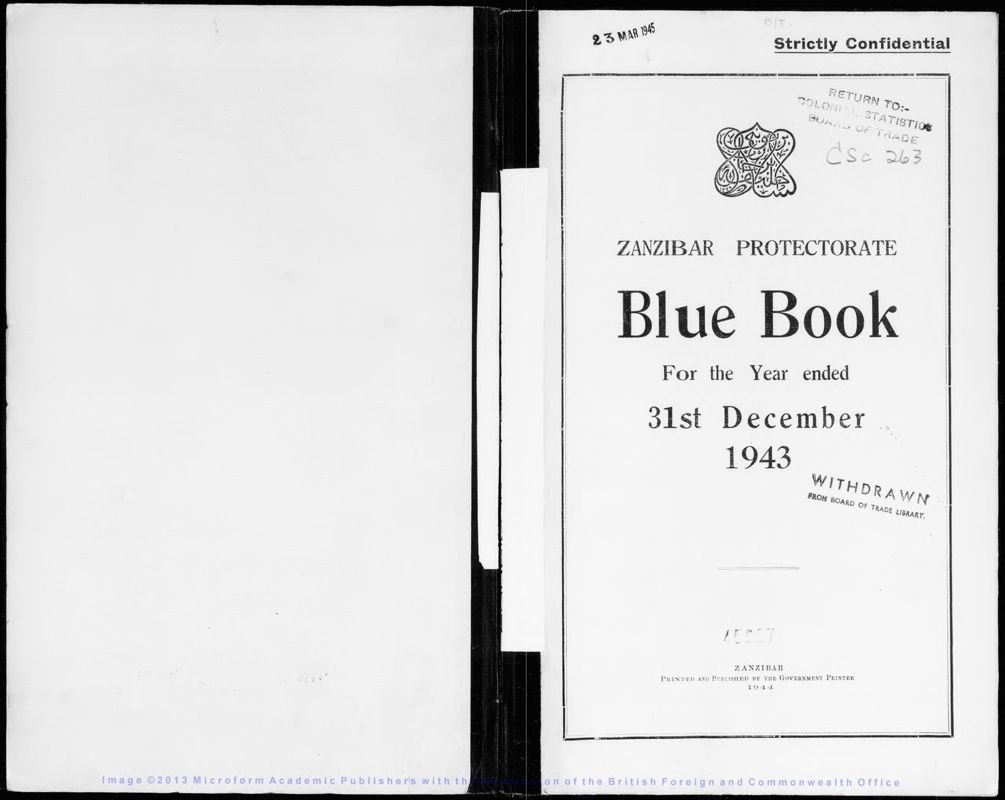 23 MAR 1945
B/T.
Strictly Confidential
RETURN TO:-
COLONIAL STATISTICS
BOARD OF TRADE
CSc 263
ZANZIBAR PROTECTORATE
Blue Book
For the Year ended
31st December
1943
WITHDRAWN
FROM BOARD OF TRADE LIBRARY.
ZANZIBAR
PRINTED AND PUBLISHED BY THE GOVERNMENT PRINTER
1944
Image ©2013 Microform Academic Publishers with the on of the British Foreign and Commonwealth Office